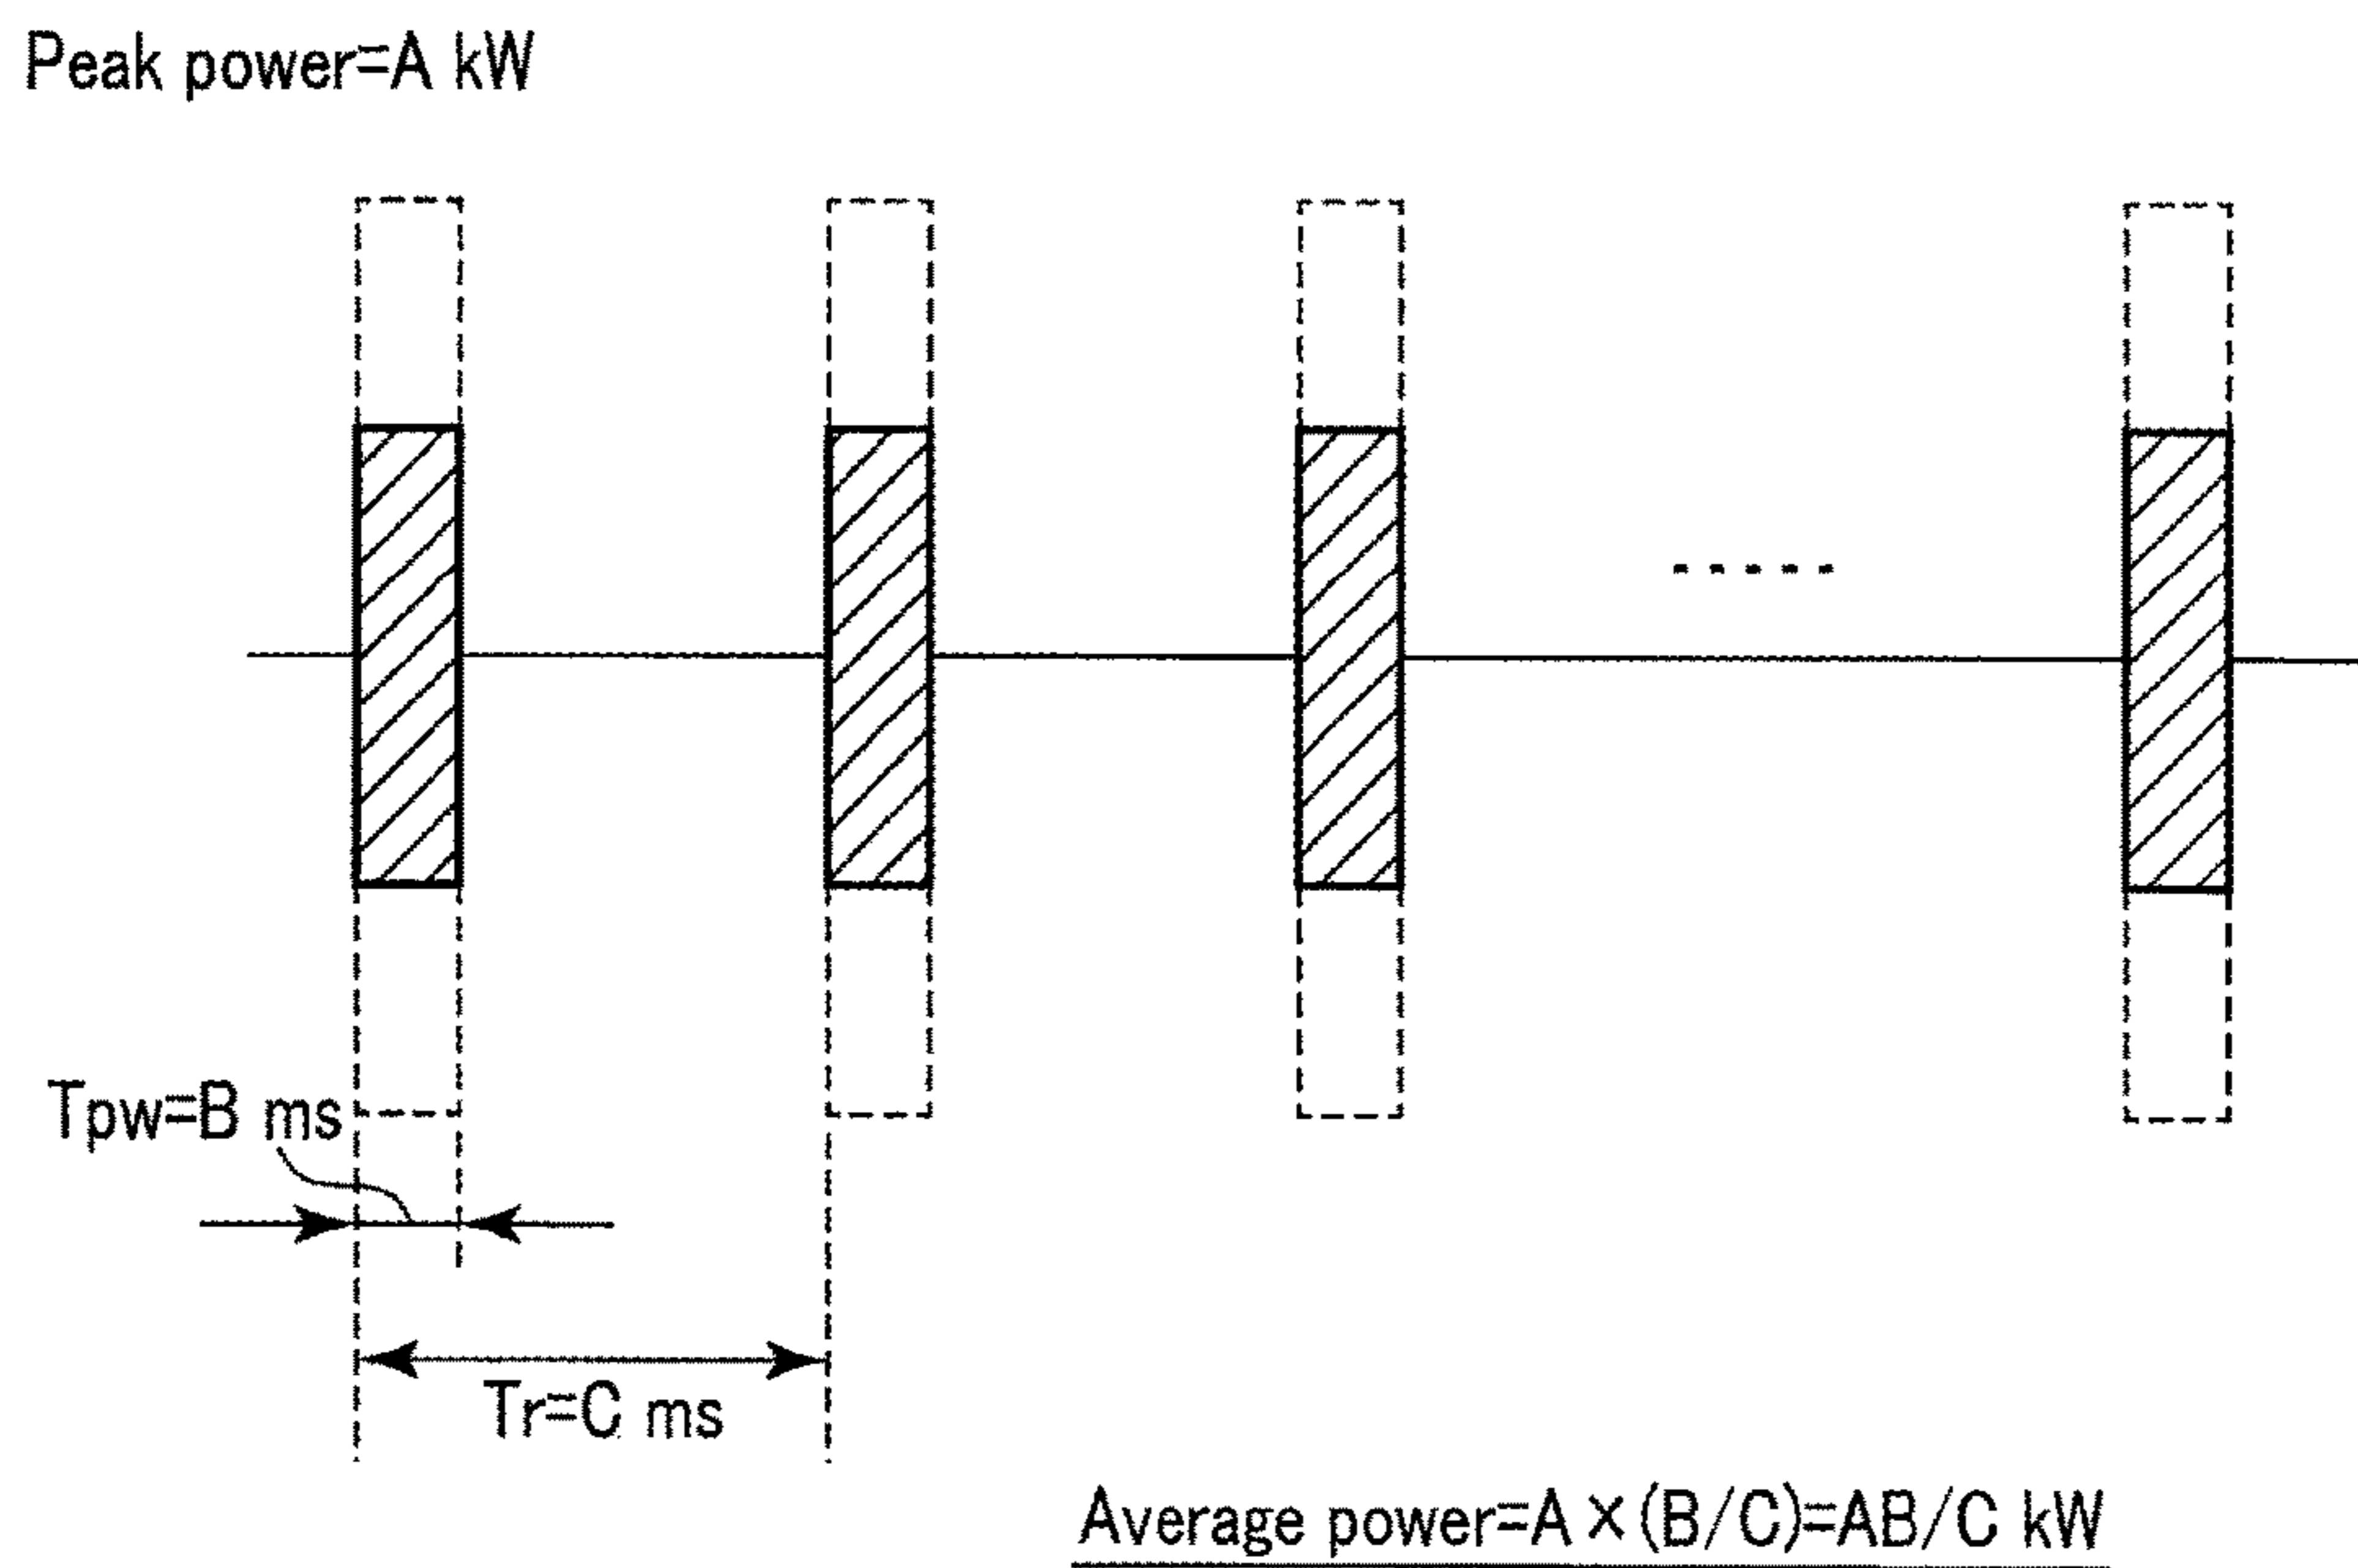 Peak power=A kW
Tpw=B ms
Tr=C ms
Average power=A×(B/C)=AB/C kW